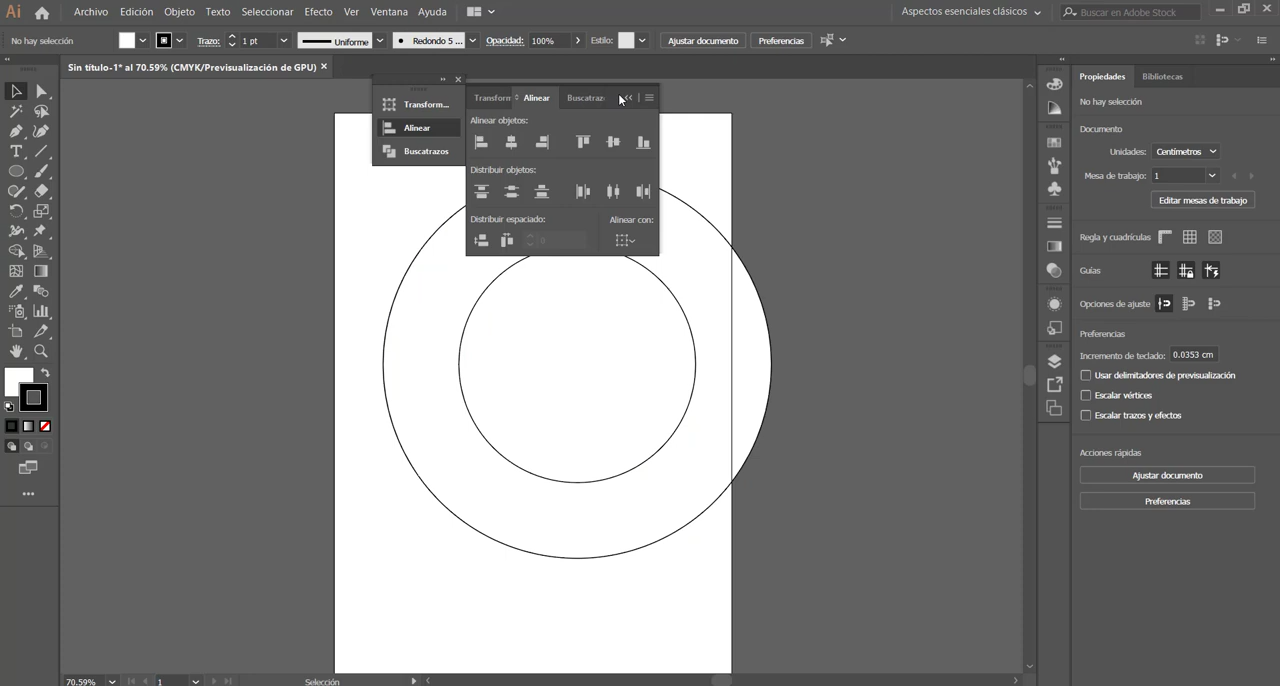 Ai Archivo Edición Objeto Texto Seleccionar Efecto Ver Ventana Ayuda Aspectos esenciales clásicos Buscar en Adobe Stock
No hay selección Trazo: 1 pt Uniforme Redondo 5 ... Opacidad: 100% Estilo: Ajustar documento Preferencias
Sin título-1* al 70.59% (CMYK/Previsualización de GPU)
Transform...
Alinear
Buscatrazos
Transform Alinear Buscatraz
Alinear objetos:
Distribuir objetos:
Distribuir espaciado: Alinear con:
0
Propiedades Bibliotecas
No hay selección
Documento
Unidades: Centímetros
Mesa de trabajo: 1
Editar mesas de trabajo
Regla y cuadrículas
Guías
Opciones de ajuste
Preferencias
Incremento de teclado: 0.0353 cm
Usar delimitadores de previsualización
Escalar vértices
Escalar trazos y efectos
Acciones rápidas
Ajustar documento
Preferencias
70.59% 1 Selección